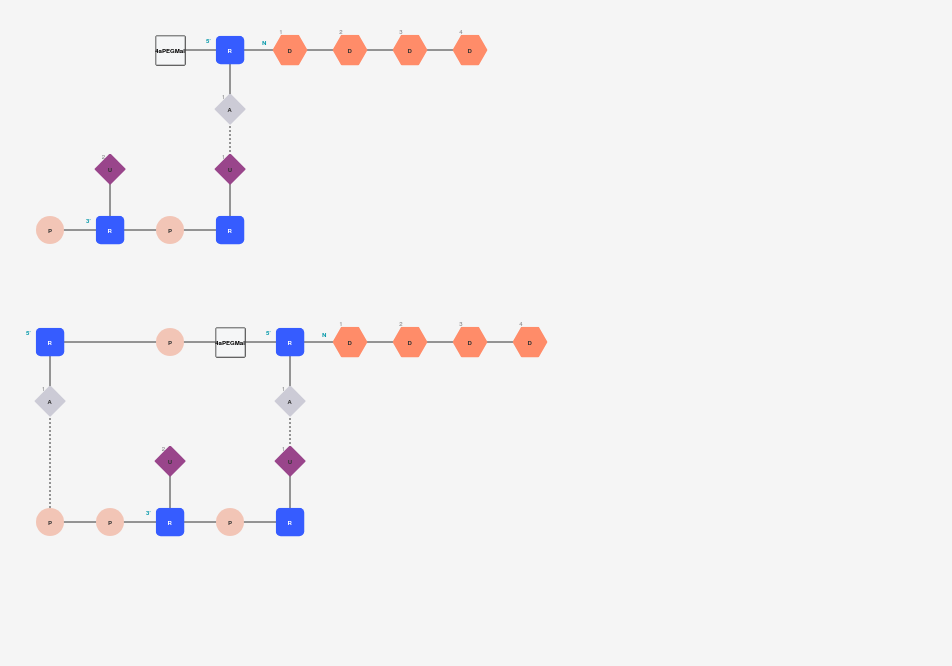 5' N 1 2 3 4
4aPEGMal R D D D D
1
A
2 1
U U
3'
P R P R
5' 5' N 1 2 3 4
R P 4aPEGMal R D D D D
1 1
A A
2 1
U U
3'
P P R P R